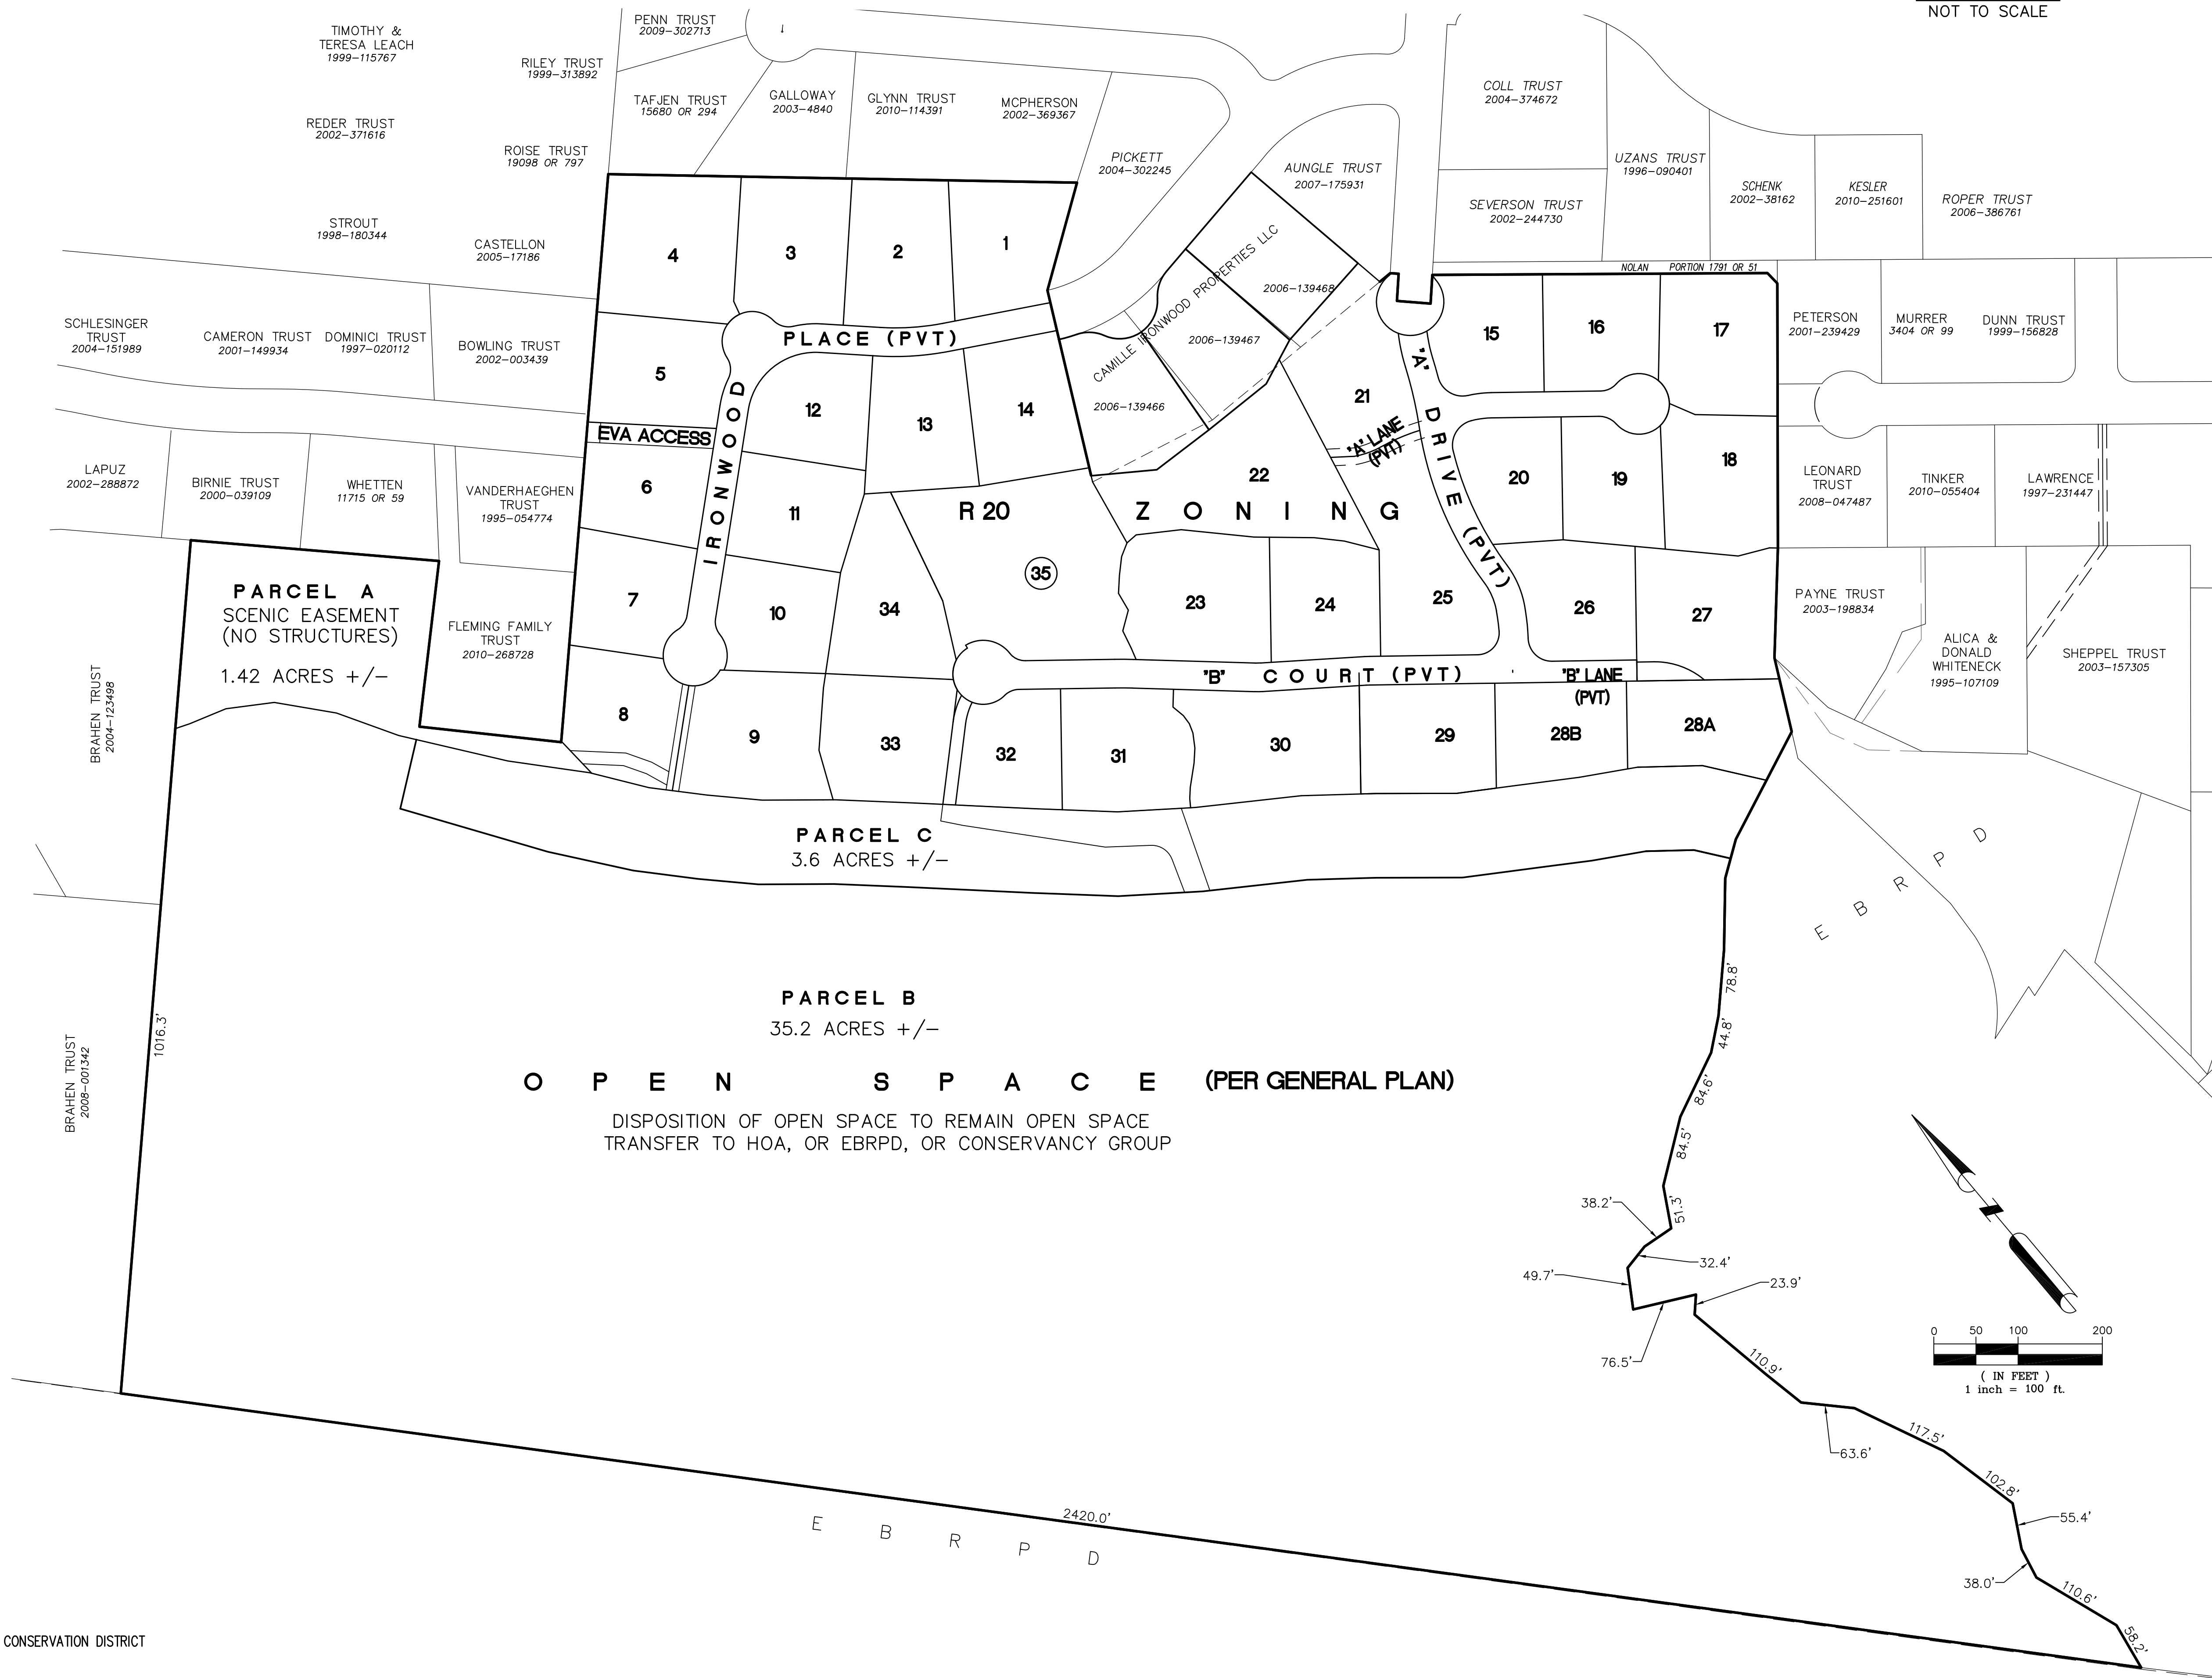 NOT TO SCALE
TIMOTHY &
TERESA LEACH
1999-115767
RILEY TRUST
1999-313892
PENN TRUST
2009-302713
TAFJEN TRUST
15680 OR 294
GALLOWAY
2003-4840
GLYNN TRUST
2010-114391
MCPHERSON
2002-369367
REDER TRUST
2002-371616
ROISE TRUST
19098 OR 797
PICKETT
2004-302245
AUNGLE TRUST
2007-175931
COLL TRUST
2004-374672
UZANS TRUST
1996-090401
SEVERSON TRUST
2002-244730
SCHENK
2002-38162
KESLER
2010-251601
ROPER TRUST
2006-386761
STROUT
1998-180344
CASTELLON
2005-17186
4
3
2
1
CAMILLE IRONWOOD PROPERTIES LLC
2006-139468
2006-139467
2006-139466
NOLAN PORTION 1791 OR 51
SCHLESINGER
TRUST
2004-151989
CAMERON TRUST
2001-149934
DOMINICI TRUST
1997-020112
BOWLING TRUST
2002-003439
5
PLACE (PVT)
IRONWOOD
12
13
14
21
"A" DRIVE (PVT)
15
16
17
PETERSON
2001-239429
MURRER
3404 OR 99
DUNN TRUST
1999-156828
EVA ACCESS
"A" LANE
(PVT)
LAPUZ
2002-288872
BIRNIE TRUST
2000-039109
WHETTEN
11715 OR 59
VANDERHAEGHEN
TRUST
1995-054774
6
11
22
20
19
18
LEONARD
TRUST
2008-047487
TINKER
2010-055404
LAWRENCE
1997-231447
R 20 ZONING
35
PARCEL A
SCENIC EASEMENT
(NO STRUCTURES)
1.42 ACRES +/-
FLEMING FAMILY
TRUST
2010-268728
7
10
34
23
24
25
26
27
PAYNE TRUST
2003-198834
ALICA &
DONALD
WHITENECK
1995-107109
SHEPPEL TRUST
2003-157305
"B" COURT (PVT)
"B" LANE
(PVT)
BRAHEN TRUST
2004-123498
8
9
33
32
31
30
29
28B
28A
PARCEL C
3.6 ACRES +/-
E B R P D
BRAHEN TRUST
2008-001342
1016.3'
PARCEL B
35.2 ACRES +/-
OPEN SPACE (PER GENERAL PLAN)
DISPOSITION OF OPEN SPACE TO REMAIN OPEN SPACE
TRANSFER TO HOA, OR EBRPD, OR CONSERVANCY GROUP
78.8'
44.8'
84.6'
84.5'
51.3'
38.2'
32.4'
49.7'
23.9'
76.5'
110.9'
63.6'
117.5'
102.8'
55.4'
38.0'
110.6'
58.2'
N
0 50 100 200
( IN FEET )
1 inch = 100 ft.
2420.0'
E B R P D
CONSERVATION DISTRICT